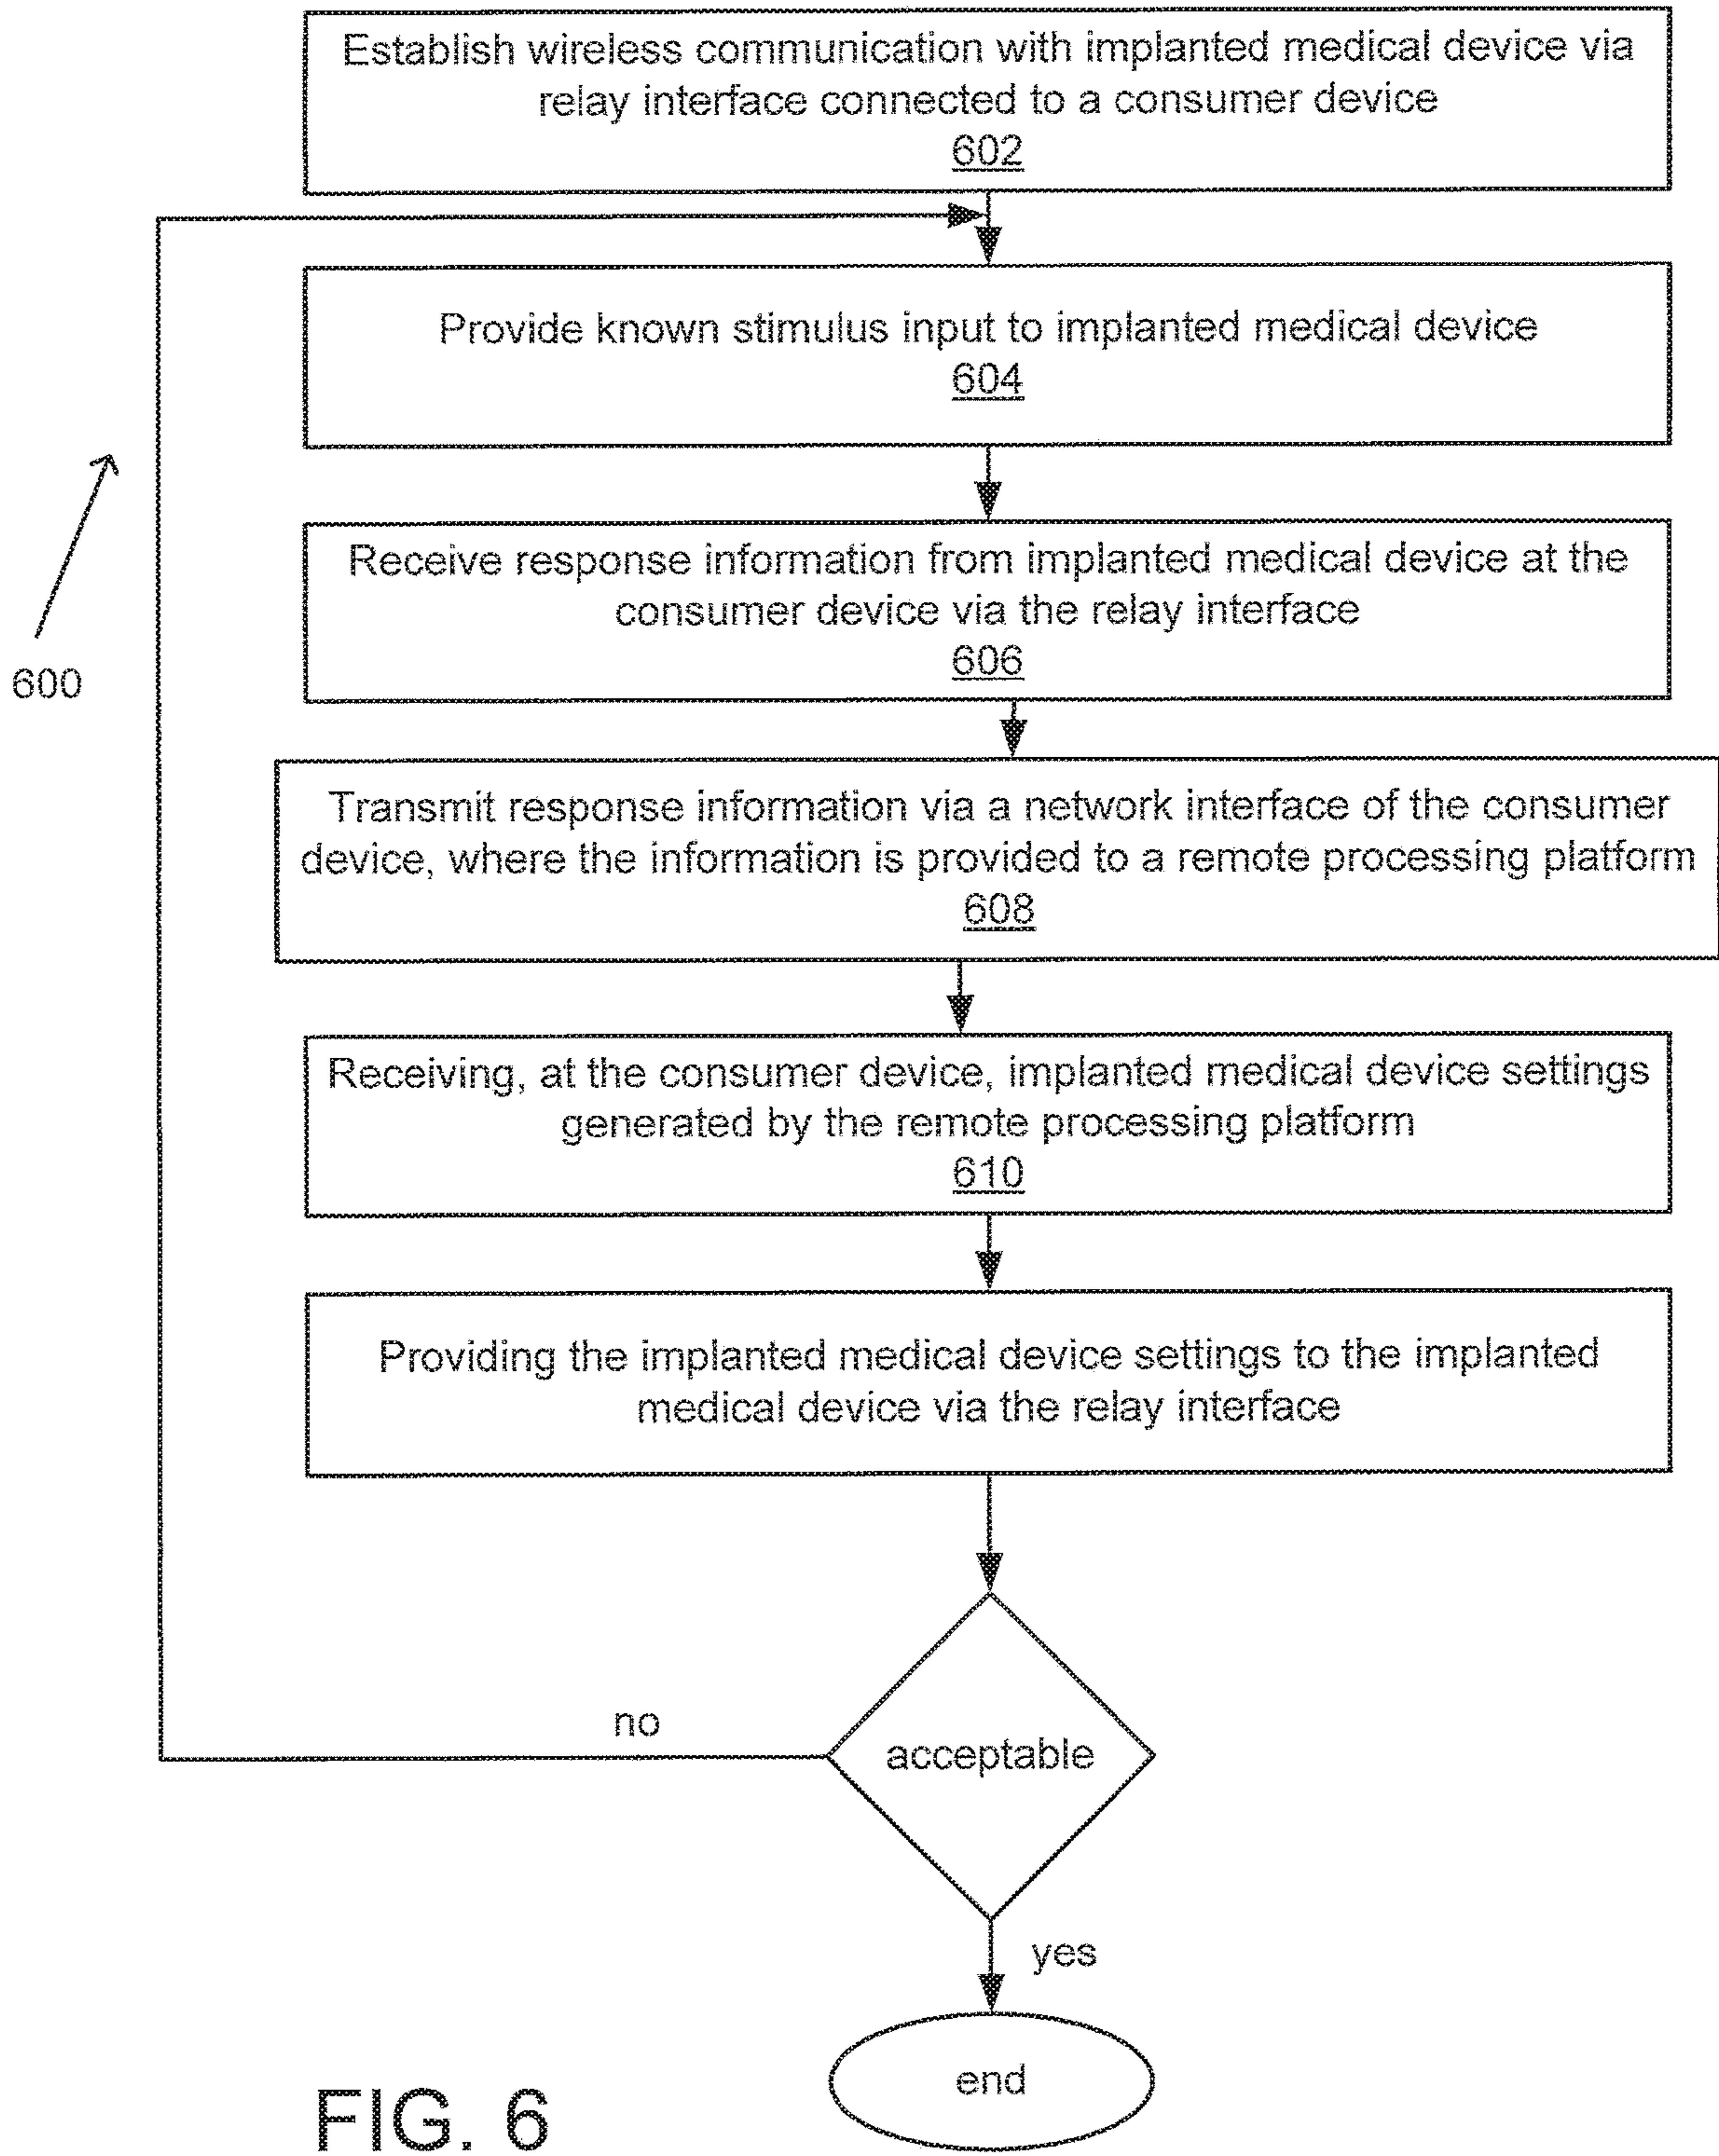 Establish wireless communication with implanted medical device via
relay interface connected to a consumer device
602
Provide known stimulus input to implanted medical device
604
Receive response information from implanted medical device at the
consumer device via the relay interface
606
600
Transmit response information via a network interface of the consumer
device, where the information is provided to a remote processing platform
608
Receiving, at the consumer device, implanted medical device settings
generated by the remote processing platform
610
Providing the implanted medical device settings to the implanted
medical device via the relay interface
no
acceptable
yes
end
FIG. 6